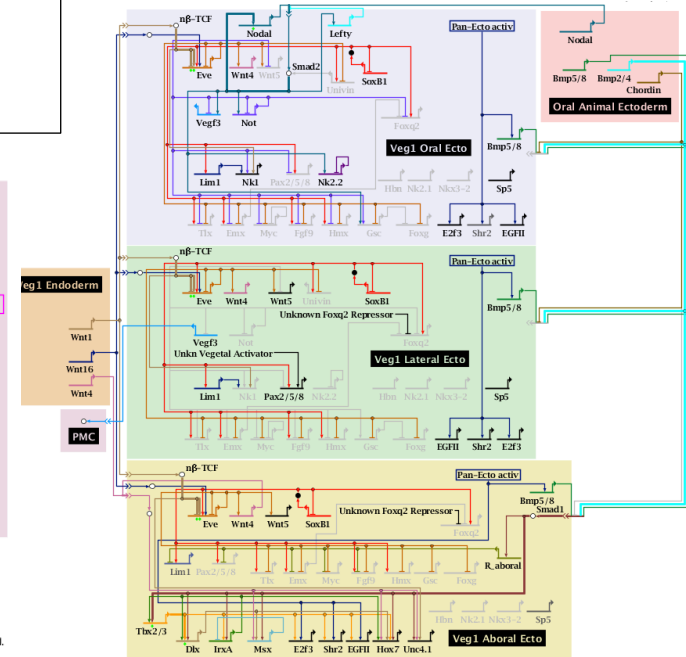 nβ-TCF
Nodal
Lefty
Pan-Ecto activ
Eve Wnt4 Wnt5
Smad2
Univin
SoxB1
Vegf3 Not
Foxq2
Veg1 Oral Ecto
Bmp5/8
Lim1 Nk1 Pax2/5/8 Nk2.2
Hbn Nk2.1 Nkx3-2
Sp5
Tlx Emx Myc Fgf9 Hmx Gsc Foxg
E2f3 Shr2 EGFII
Nodal
Bmp5/8 Bmp2/4
Chordin
Oral Animal Ectoderm
nβ-TCF
Pan-Ecto activ
Eve Wnt4 Wnt5 Univin SoxB1
Bmp5/8
Unknown Foxq2 Repressor
Vegf3 Not
Foxq2
Unkn Vegetal Activator
Veg1 Lateral Ecto
Lim1 Nk1 Pax2/5/8 Nk2.2
Hbn Nk2.1 Nkx3-2
Sp5
Tlx Emx Myc Fgf9 Hmx Gsc Foxg
EGFII Shr2 E2f3
Veg1 Endoderm
Wnt1
Wnt16
Wnt4
PMC
nβ-TCF
Pan-Ecto activ
Bmp5/8
Smad1
Eve Wnt4 Wnt5 SoxB1
Unknown Foxq2 Repressor
Foxq2
Lim1 Pax2/5/8
Tlx Emx Myc Fgf9 Hmx Gsc Foxg
R_aboral
Hbn Nk2.1 Nkx3-2
Sp5
Tbx2/3
Dlx IrxA Msx E2f3 Shr2 EGFII Hox7 Unc4.1
Veg1 Aboral Ecto